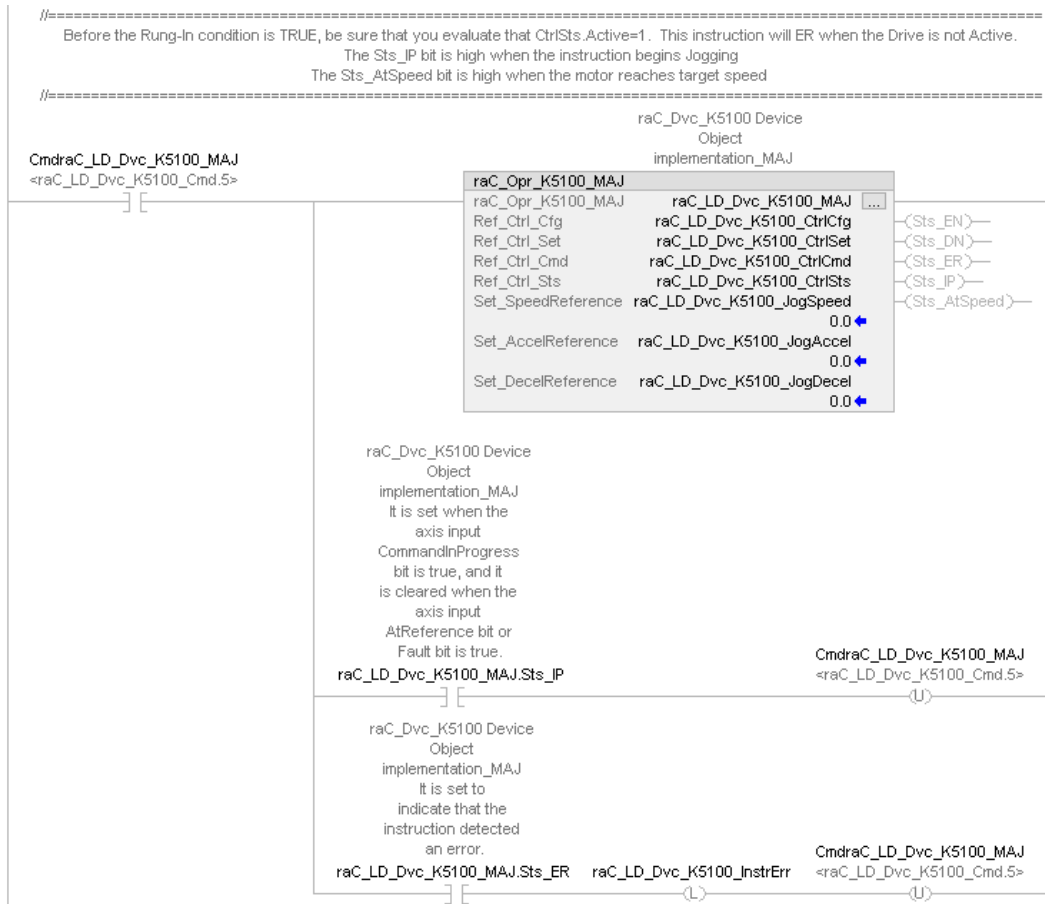 //=====================================================================================================================
Before the Rung-In condition is TRUE, be sure that you evaluate that CtrlSts.Active=1. This instruction will ER when the Drive is not Active.
The Sts_IP bit is high when the instruction begins Jogging
The Sts_AtSpeed bit is high when the motor reaches target speed
//=====================================================================================================================
raC_Dvc_K5100 Device
Object
implementation_MAJ
CmdraC_LD_Dvc_K5100_MAJ
<raC_LD_Dvc_K5100_Cmd.5>
raC_Opr_K5100_MAJ
raC_Opr_K5100_MAJ raC_LD_Dvc_K5100_MAJ ...
Ref_Ctrl_Cfg raC_LD_Dvc_K5100_CtrlCfg (Sts_EN)
Ref_Ctrl_Set raC_LD_Dvc_K5100_CtrlSet (Sts_DN)
Ref_Ctrl_Cmd raC_LD_Dvc_K5100_CtrlCmd (Sts_ER)
Ref_Ctrl_Sts raC_LD_Dvc_K5100_CtrlSts (Sts_IP)
Set_SpeedReference raC_LD_Dvc_K5100_JogSpeed (Sts_AtSpeed)
0.0
Set_AccelReference raC_LD_Dvc_K5100_JogAccel
0.0
Set_DecelReference raC_LD_Dvc_K5100_JogDecel
0.0
raC_Dvc_K5100 Device
Object
implementation_MAJ
It is set when the
axis input
CommandInProgress
bit is true, and it
is cleared when the
axis input
AtReference bit or
Fault bit is true.
raC_LD_Dvc_K5100_MAJ.Sts_IP
CmdraC_LD_Dvc_K5100_MAJ
<raC_LD_Dvc_K5100_Cmd.5>
(U)
raC_Dvc_K5100 Device
Object
implementation_MAJ
It is set to
indicate that the
instruction detected
an error.
raC_LD_Dvc_K5100_MAJ.Sts_ER
raC_LD_Dvc_K5100_InstrErr
(L)
CmdraC_LD_Dvc_K5100_MAJ
<raC_LD_Dvc_K5100_Cmd.5>
(U)